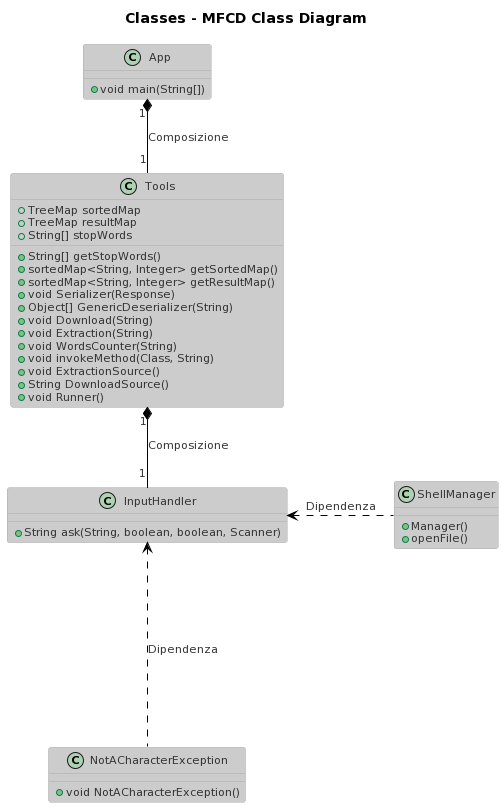 Classes - MFCD Class Diagram
C App
void main(String[])
1
Composizione
1
C Tools
TreeMap sortedMap
TreeMap resultMap
String[] stopWords
String[] getStopWords()
sortedMap<String, Integer> getSortedMap()
sortedMap<String, Integer> getResultMap()
void Serializer(Response)
Object[] GenericDeserializer(String)
void Download(String)
void Extraction(String)
void WordsCounter(String)
void invokeMethod(Class, String)
void ExtractionSource()
String DownloadSource()
void Runner()
1
Composizione
1
C InputHandler
String ask(String, boolean, boolean, Scanner)
Dipendenza
C ShellManager
Manager()
openFile()
Dipendenza
C NotACharacterException
void NotACharacterException()